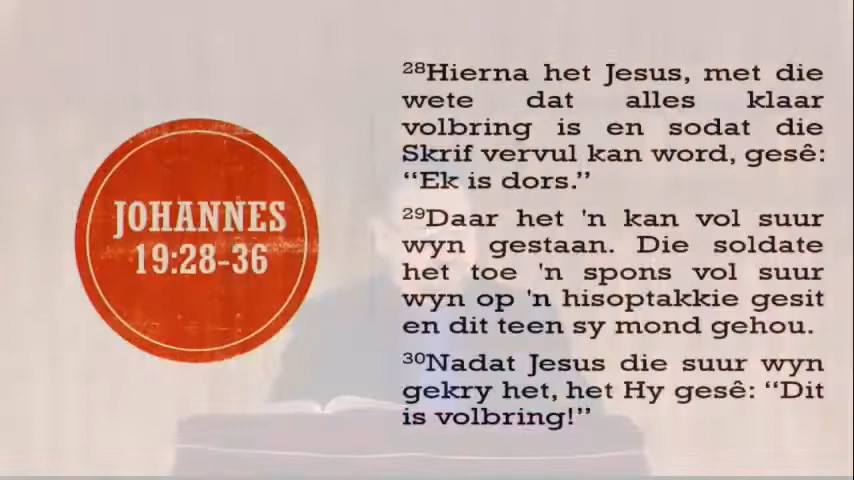 JOHANNES
19:28-36
²⁸Hierna het Jesus, met die
wete dat alles klaar
volbring is en sodat die
Skrif vervul kan word, gesê:
“Ek is dors.”
²⁹Daar het 'n kan vol suur
wyn gestaan. Die soldate
het toe 'n spons vol suur
wyn op 'n hisoptakkie gesit
en dit teen sy mond gehou.
³⁰Nadat Jesus die suur wyn
gekry het, het Hy gesê: “Dit
is volbring!”